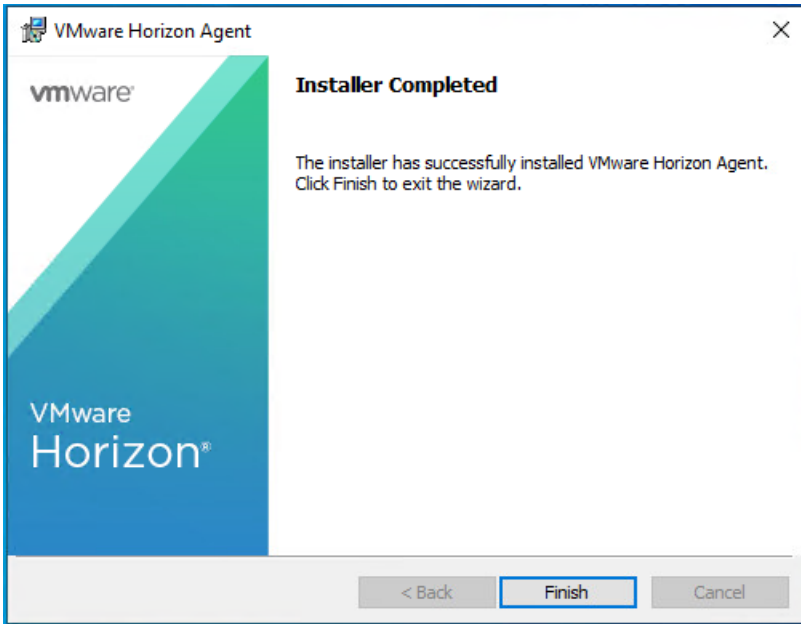 VMware Horizon Agent
vmware®
Installer Completed
The installer has successfully installed VMware Horizon Agent.
Click Finish to exit the wizard.
VMware
Horizon®
< Back
Finish
Cancel